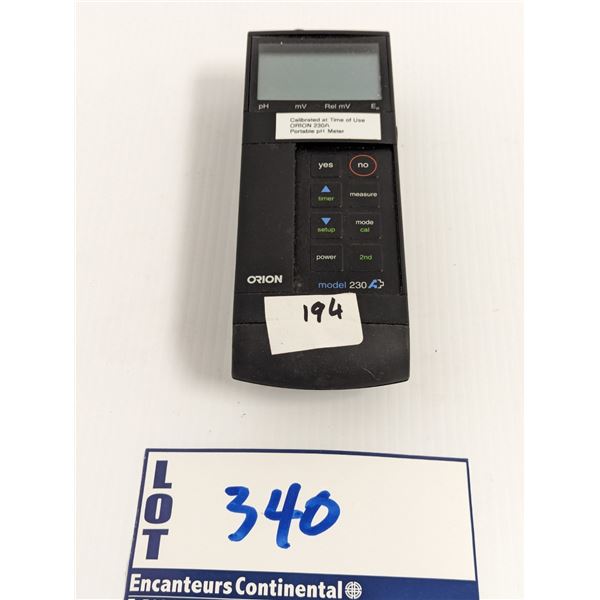 pH mV Rel mV
Calibrated at Time of Use
ORION 230A
Portable pH Meter
yes no
timer measure
setup mode
cal
power 2nd
ORION
model 230 A+
194
LOT
340
Encanteurs Continental